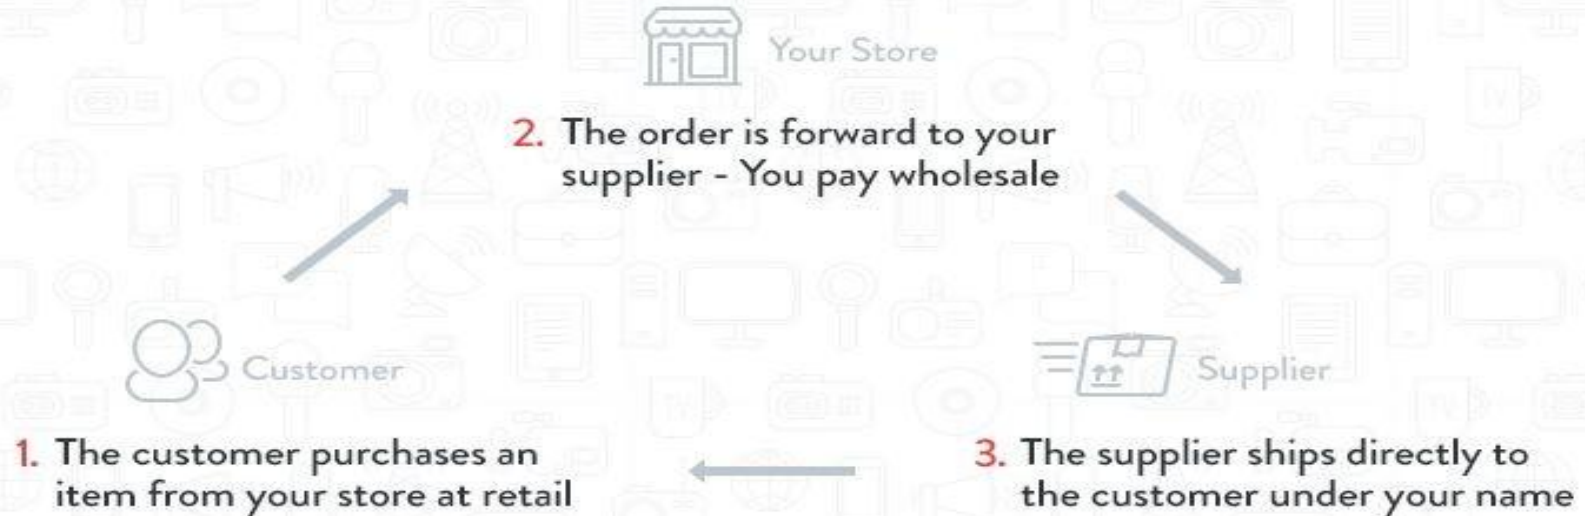 Your Store
2. The order is forward to your
supplier - You pay wholesale
Customer
1. The customer purchases an
item from your store at retail
Supplier
3. The supplier ships directly to
the customer under your name